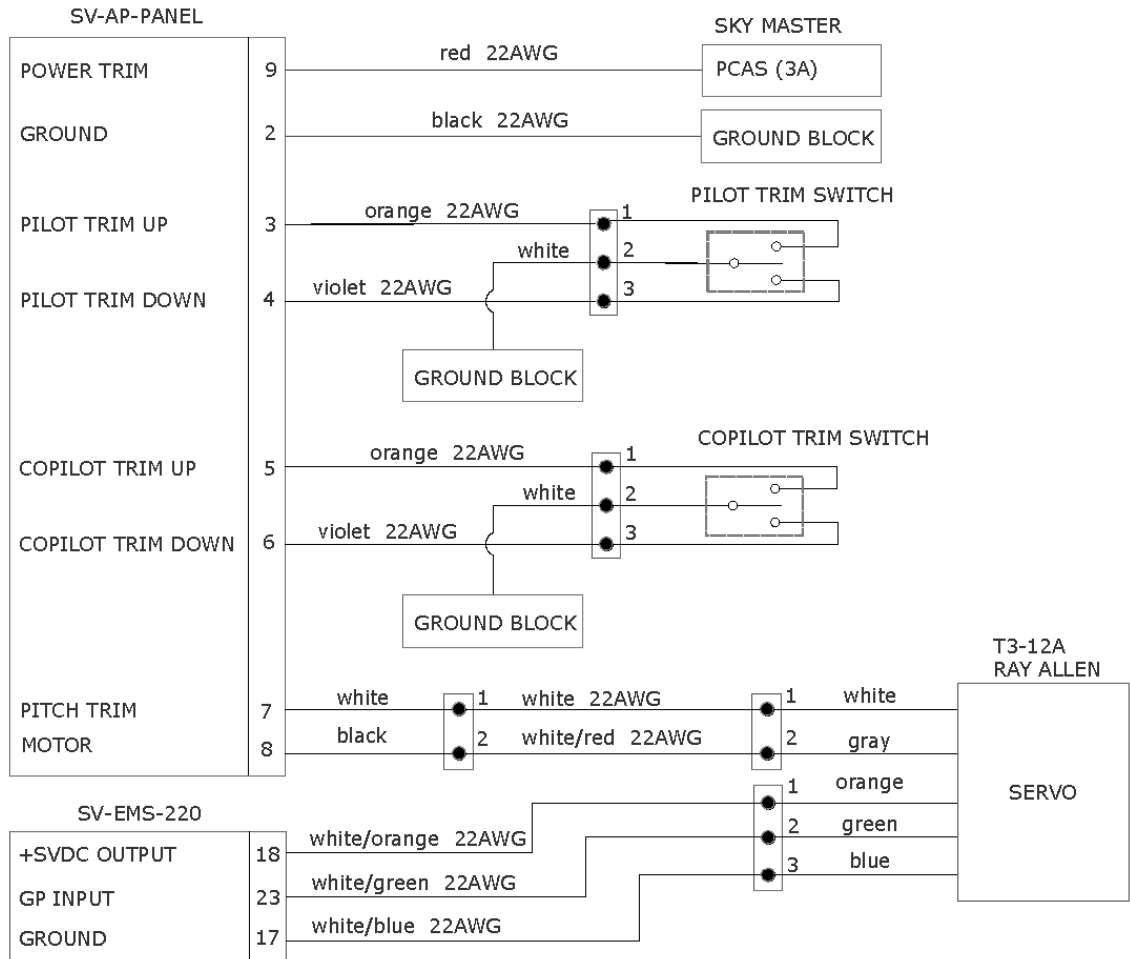 SV-AP-PANEL
SKY MASTER
POWER TRIM 9 red 22AWG PCAS (3A)
GROUND 2 black 22AWG GROUND BLOCK
PILOT TRIM SWITCH
PILOT TRIM UP 3 orange 22AWG 1
white 2
PILOT TRIM DOWN 4 violet 22AWG 3
GROUND BLOCK
COPILOT TRIM SWITCH
COPILOT TRIM UP 5 orange 22AWG 1
white 2
COPILOT TRIM DOWN 6 violet 22AWG 3
GROUND BLOCK
T3-12A
RAY ALLEN
PITCH TRIM 7 white 1 white 22AWG 1 white
MOTOR 8 black 2 white/red 22AWG 2 gray
SERVO
SV-EMS-220
+SVDC OUTPUT 18 white/orange 22AWG 1 orange
GP INPUT 23 white/green 22AWG 2 green
GROUND 17 white/blue 22AWG 3 blue